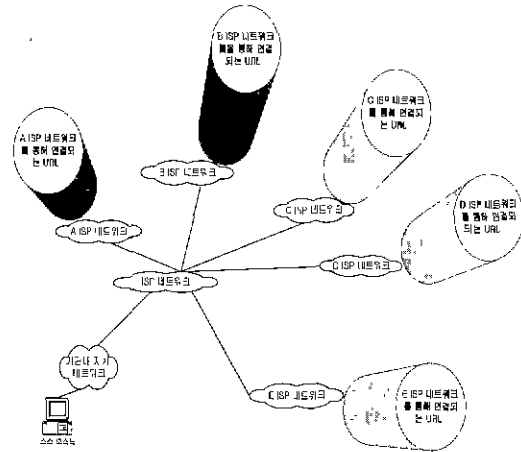 B ISP 네트워크
를을 통해 연결
되는 URL
C ISP 네트워크
를 통해 연결되
는 URL
A ISP 네트워크
를 통해 연결되
는 URL
D ISP 네트워크
를 통해 연결
되는 URL
B ISP 네트워크
C ISP 네트워크
A ISP 네트워크
D ISP 네트워크
ISP 네트워크
네트워크
E ISP 네트워크
E ISP 네트워크
를 통해 연결되
는 URL